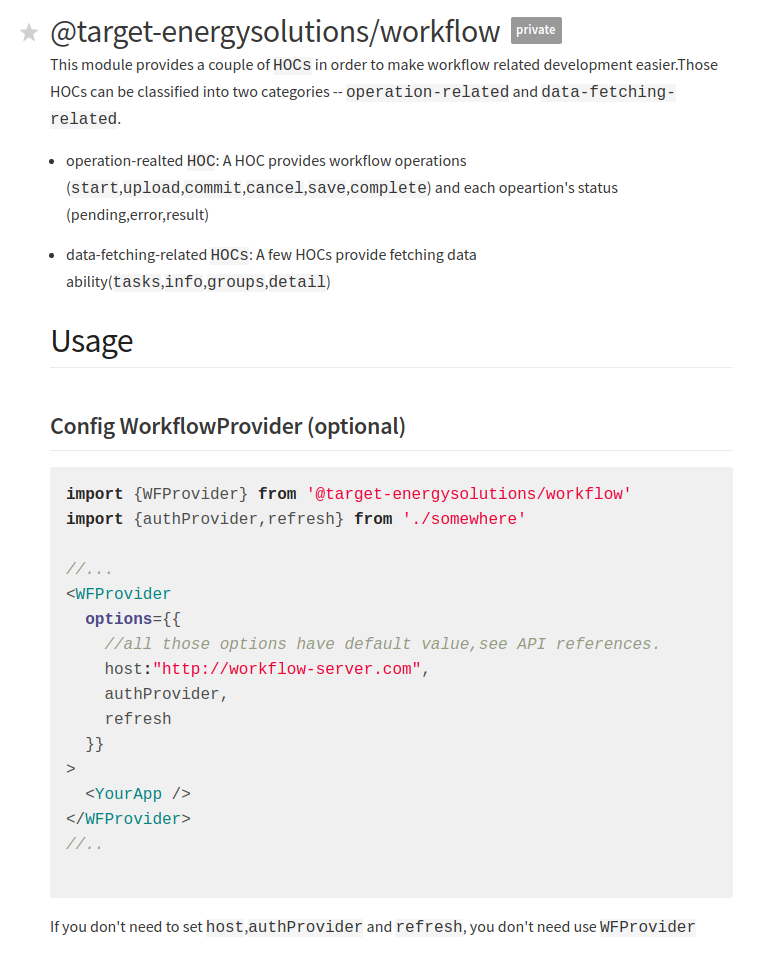 @target-energysolutions/workflow private
This module provides a couple of HOCs in order to make workflow related development easier.Those
HOCs can be classified into two categories -- operation-related and data-fetching-
related.
operation-realted HOC: A HOC provides workflow operations
(start,upload,commit,cancel,save,complete) and each opeartion's status
(pending,error,result)
data-fetching-related HOCs: A few HOCs provide fetching data
ability(tasks,info,groups,detail)
Usage
Config WorkflowProvider (optional)
import {WFProvider} from '@target-energysolutions/workflow'
import {authProvider,refresh} from './somewhere'
//...
<WFProvider
options={{
//all those options have default value,see API references.
host:"http://workflow-server.com",
authProvider,
refresh
}}
>
<YourApp />
</WFProvider>
//..
If you don't need to set host,authProvider and refresh, you don't need use WFProvider